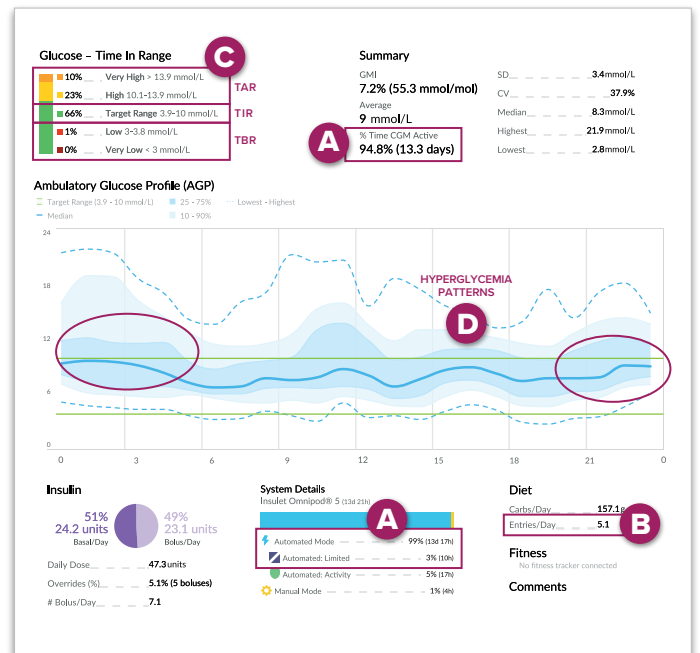 Glucose – Time In Range
C
10% Very High > 13.9 mmol/L
TAR
23% High 10.1-13.9 mmol/L
66% Target Range 3.9-10 mmol/L
TIR
1% Low 3-3.8 mmol/L
TBR
0% Very Low < 3 mmol/L
Summary
GMI
7.2% (55.3 mmol/mol)
Average
9 mmol/L
A
% Time CGM Active
94.8% (13.3 days)
SD 3.4mmol/L
CV 37.9%
Median 8.3mmol/L
Highest 21.9mmol/L
Lowest 2.8mmol/L
Ambulatory Glucose Profile (AGP)
Target Range (3.9 - 10 mmol/L) 25 - 75% Lowest - Highest
Median 10 - 90%
24
18
12
6
0
HYPERGLYCEMIA
PATTERNS
D
0 3 6 9 12 15 18 21 0
Insulin
51% 49%
24.2 units 23.1 units
Basal/Day Bolus/Day
Daily Dose 47.3units
Overrides (%) 5.1% (5 boluses)
# Bolus/Day 7.1
System Details
Insulet Omnipod® 5 (13d 21h)
A
Automated Mode 99% (13d 17h)
Automated: Limited 3% (10h)
Automated: Activity 5% (17h)
Manual Mode 1% (4h)
Diet
Carbs/Day 157.1g
Entries/Day 5.1
B
Fitness
No fitness tracker connected
Comments